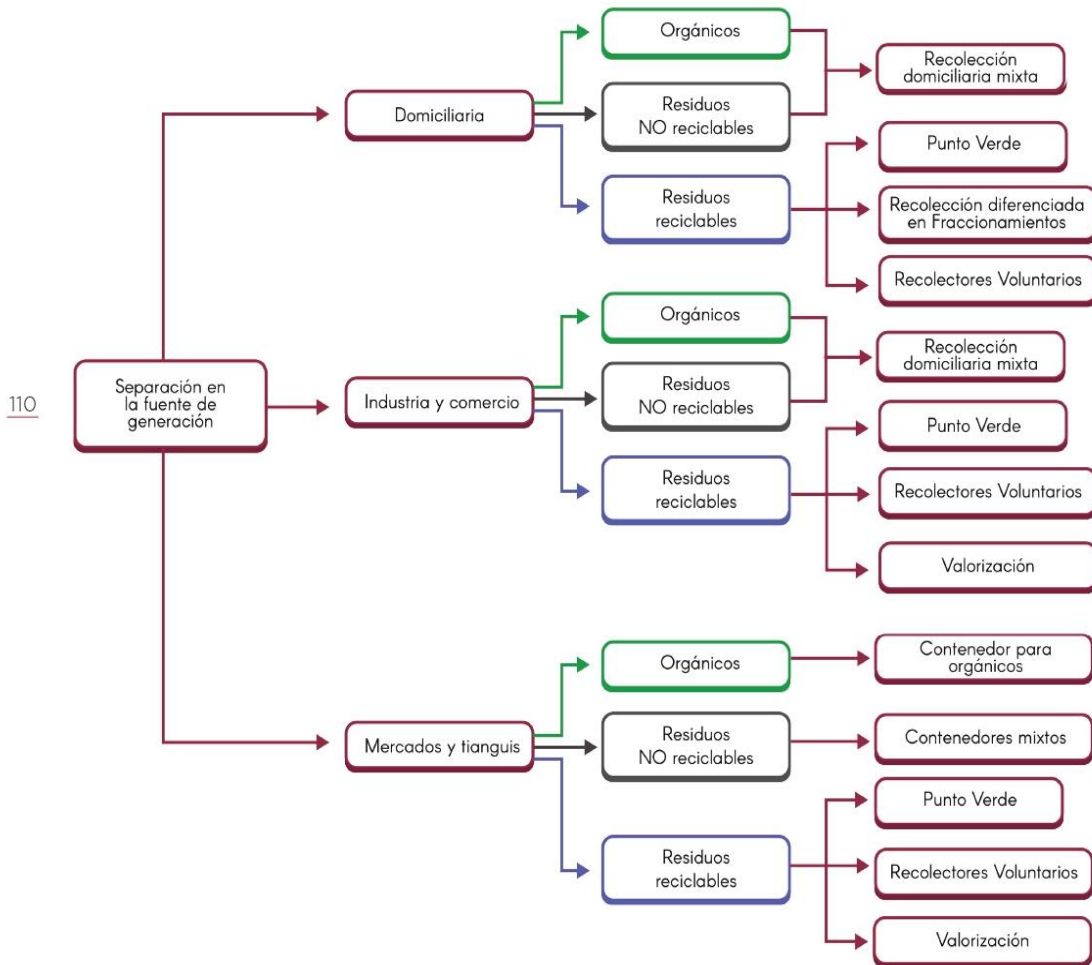 Orgánicos
Recolección
domiciliaria mixta
Domiciliaria
Residuos
NO reciclables
Punto Verde
Residuos
reciclables
Recolección diferenciada
en Fraccionamientos
Recolectores Voluntarios
Orgánicos
Recolección
domiciliaria mixta
110
Separación en
la fuente de
generación
Industria y comercio
Residuos
NO reciclables
Punto Verde
Residuos
reciclables
Recolectores Voluntarios
Valorización
Orgánicos
Contenedor para
orgánicos
Mercados y tianguis
Residuos
NO reciclables
Contenedores mixtos
Punto Verde
Residuos
reciclables
Recolectores Voluntarios
Valorización